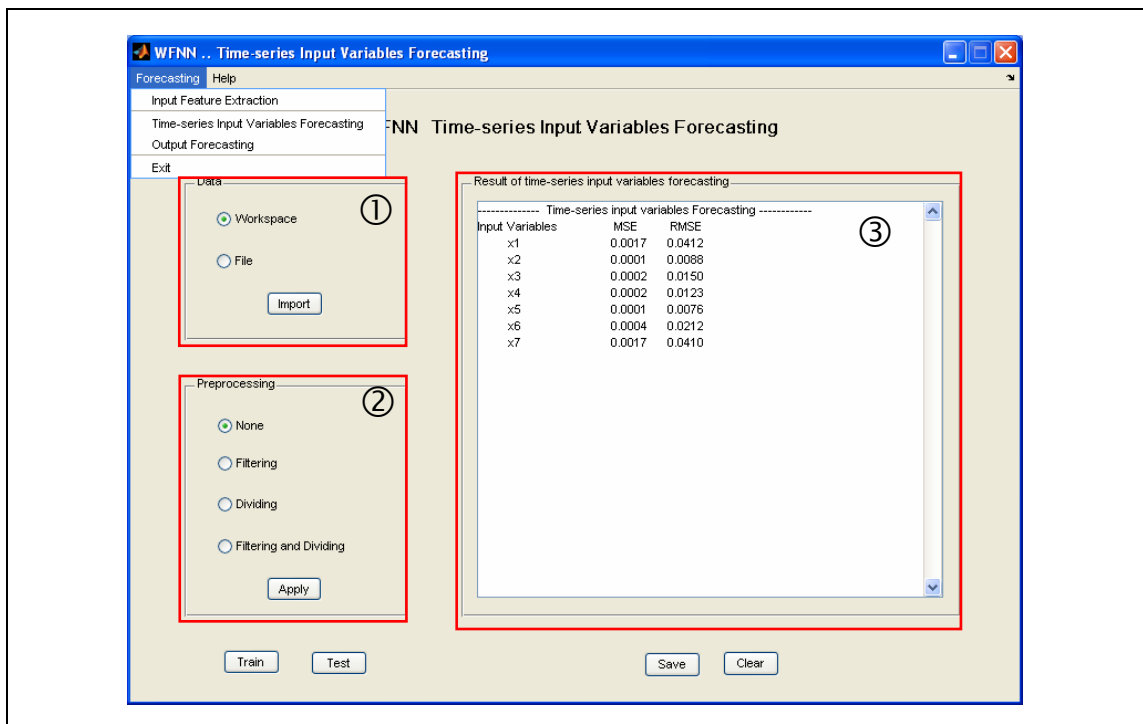 WFNN .. Time-series Input Variables Forecasting
Forecasting Help
Input Feature Extraction
Time-series Input Variables Forecasting
Output Forecasting
Exit
FNN Time-series Input Variables Forecasting
Data
①
Workspace
File
Import
Preprocessing
②
None
Filtering
Dividing
Filtering and Dividing
Apply
Train Test
Result of time-series input variables forecasting
③
-------------- Time-series input variables Forecasting ------------
Input Variables MSE RMSE
x1 0.0017 0.0412
x2 0.0001 0.0088
x3 0.0002 0.0150
x4 0.0002 0.0123
x5 0.0001 0.0076
x6 0.0004 0.0212
x7 0.0017 0.0410
Save Clear